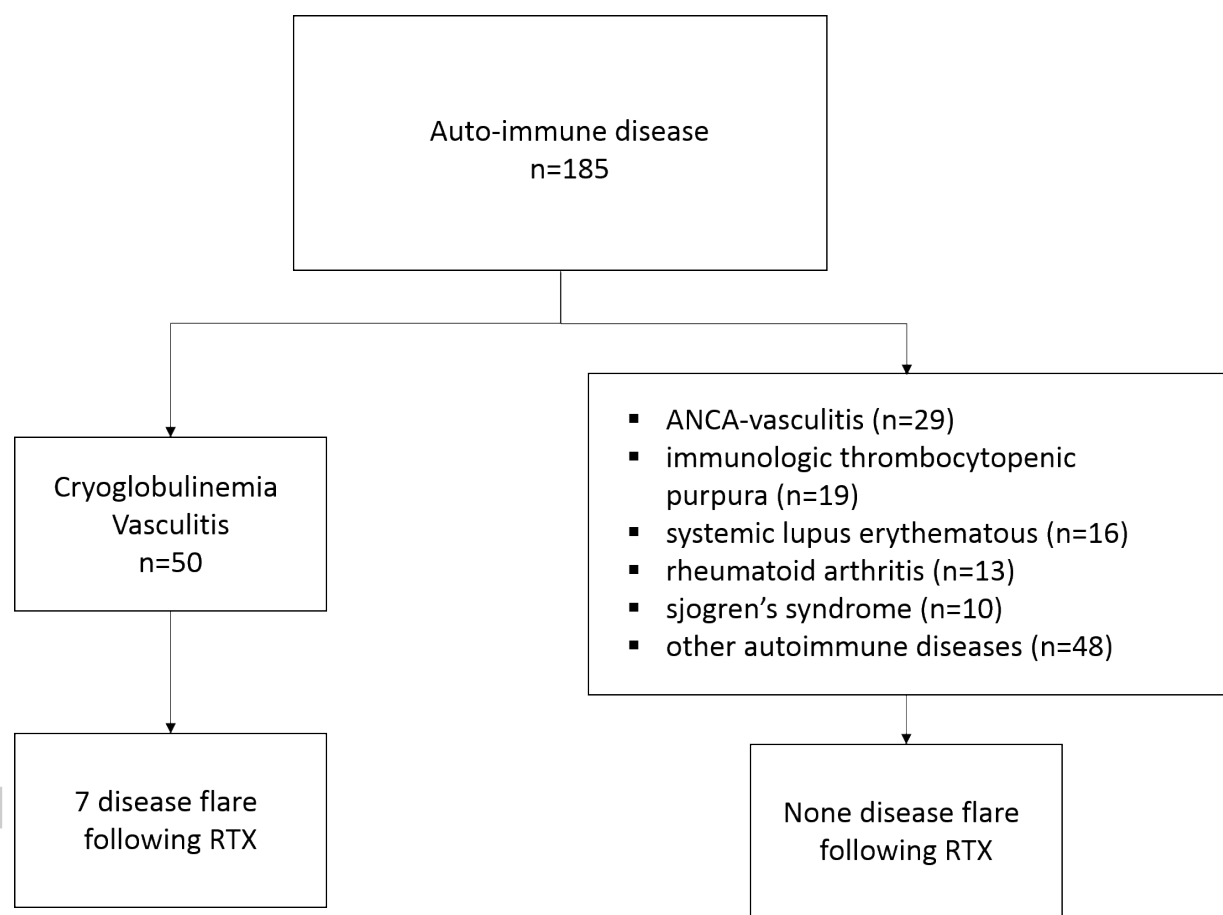 Auto-immune disease
n=185
Cryoglobulinemia
Vasculitis
n=50
▪ ANCA-vasculitis (n=29)
▪ immunologic thrombocytopenic
purpura (n=19)
▪ systemic lupus erythematous (n=16)
▪ rheumatoid arthritis (n=13)
▪ sjogren’s syndrome (n=10)
▪ other autoimmune diseases (n=48)
7 disease flare
following RTX
None disease flare
following RTX